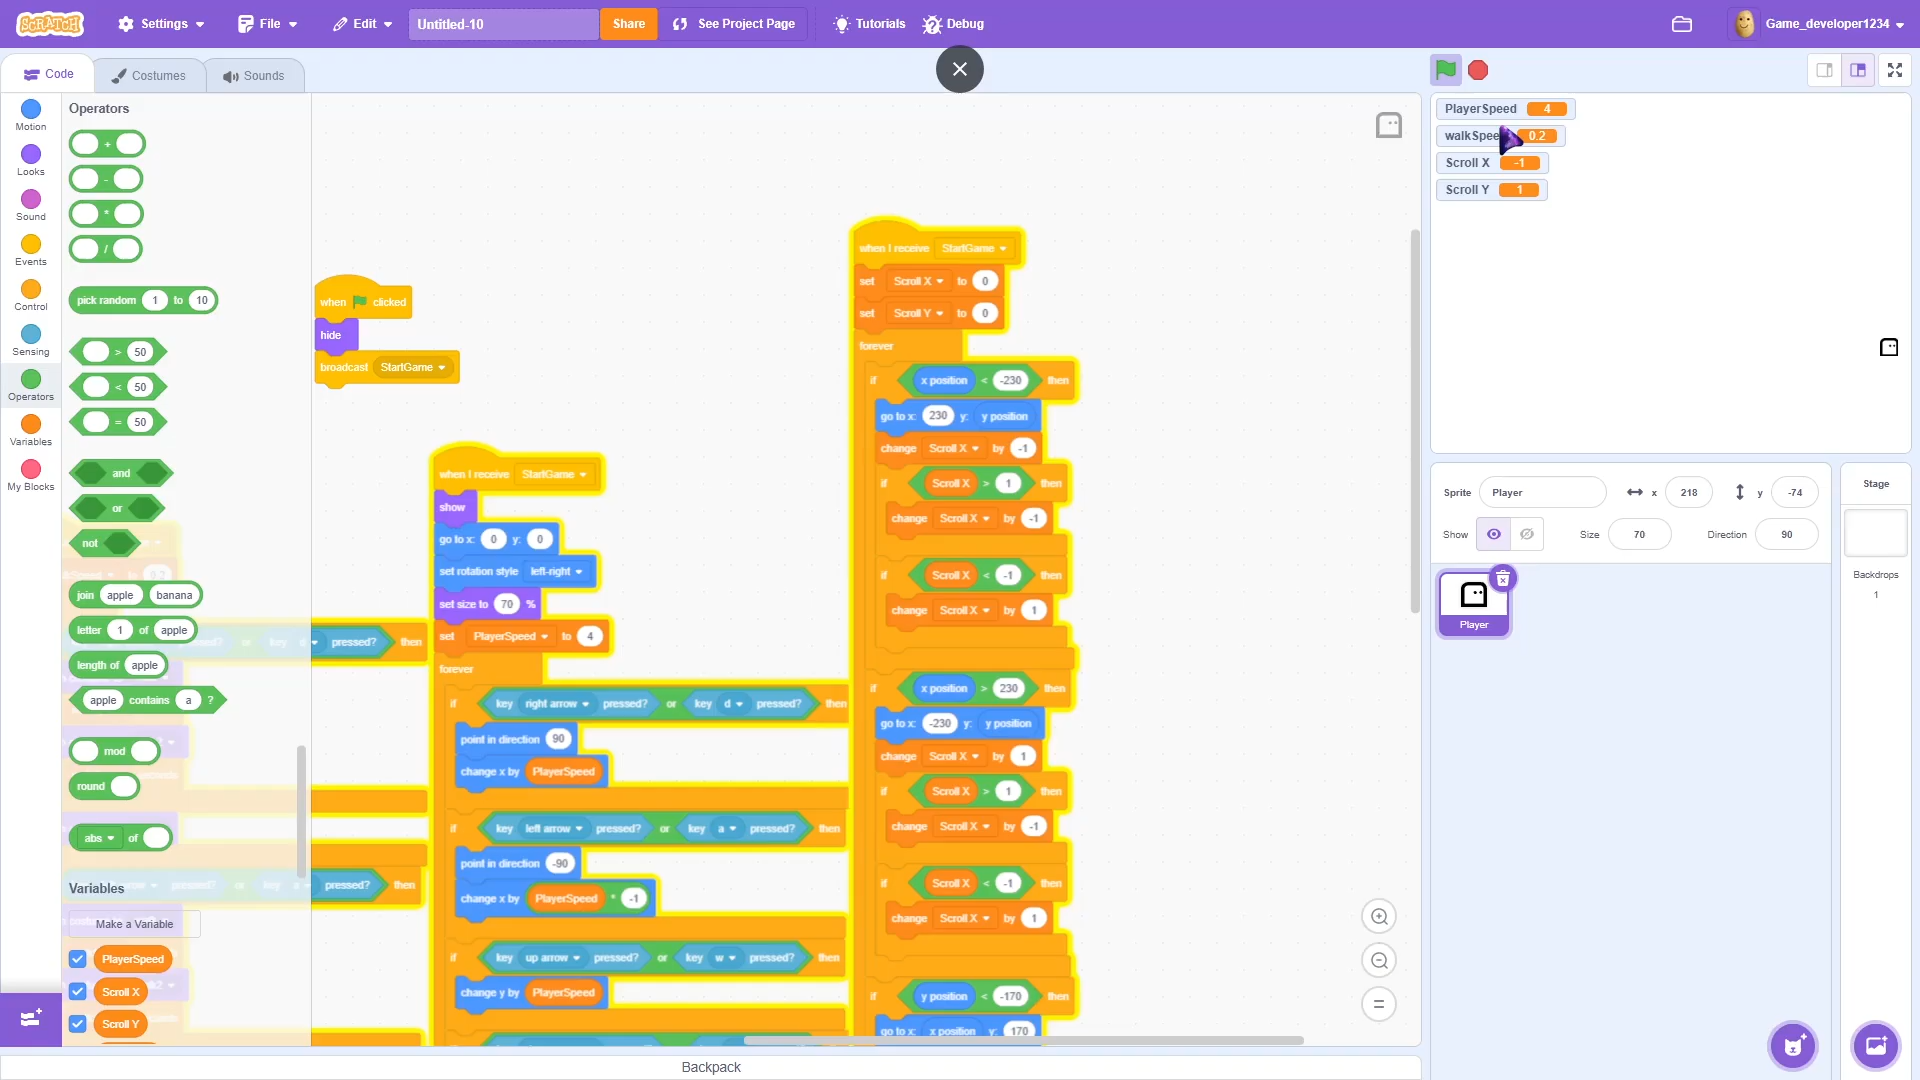 SCRATCH Settings File Edit Untitled-10 Share See Project Page Tutorials Debug Game_developer1234
Code Costumes Sounds
Motion
Looks
Sound
Events
Control
Sensing
Operators
Variables
My Blocks
Operators
+
-
*
/
pick random 1 to 10
> 50
< 50
= 50
and
or
not
join apple banana
letter 1 of apple
length of apple
apple contains a ?
mod
round
abs of
Variables
Make a Variable
PlayerSpeed
Scroll X
Scroll Y
when clicked
hide
broadcast StartGame
pressed? then
pressed? then
when I receive StartGame
show
go to x: 0 y: 0
set rotation style left-right
set size to 70 %
set PlayerSpeed to 4
forever
if key right arrow pressed? or key d pressed? then
point in direction 90
change x by PlayerSpeed
if key left arrow pressed? or key a pressed? then
point in direction -90
change x by PlayerSpeed * -1
if key up arrow pressed? or key w pressed? then
change y by PlayerSpeed
when I receive StartGame
set Scroll X to 0
set Scroll Y to 0
forever
if x position < -230 then
go to x: 230 y: y position
change Scroll X by -1
if Scroll X > 1 then
change Scroll X by -1
if Scroll X < -1 then
change Scroll X by 1
if x position > 230 then
go to x: -230 y: y position
change Scroll X by 1
if Scroll X > 1 then
change Scroll X by -1
if Scroll X < -1 then
change Scroll X by 1
if y position < -170 then
go to x: x position y: 170
PlayerSpeed 4
walkSpee 0.2
Scroll X -1
Scroll Y 1
Sprite Player x 218 y -74
Show Size 70 Direction 90
Player
Stage
Backdrops
1
Backpack